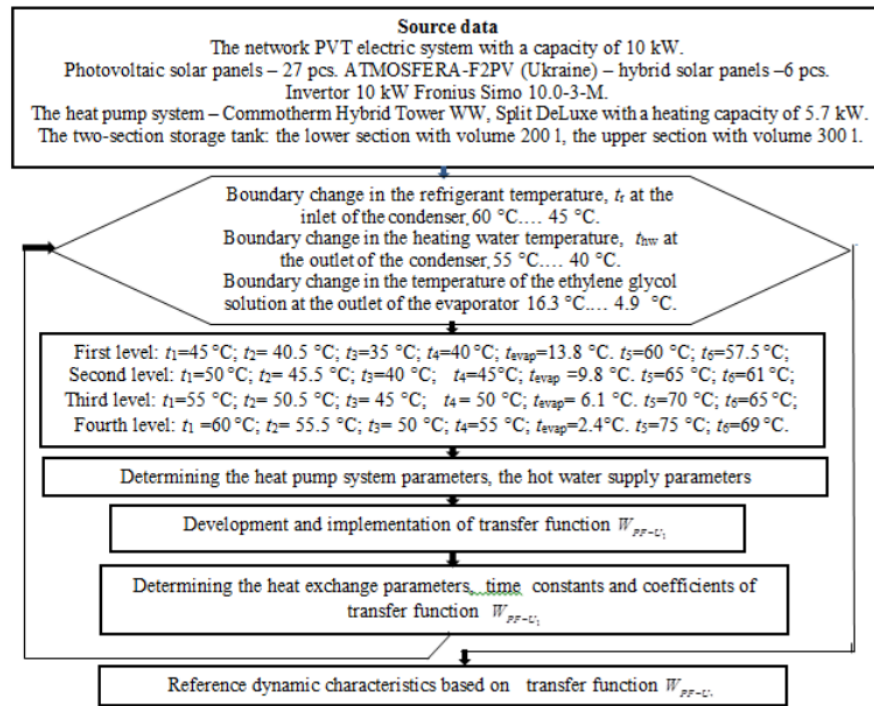 Source data
The network PVT electric system with a capacity of 10 kW.
Photovoltaic solar panels – 27 pcs. ATMOSFERA-F2PV (Ukraine) – hybrid solar panels –6 pcs.
Invertor 10 kW Fronius Simo 10.0-3-M.
The heat pump system – Commotherm Hybrid Tower WW, Split DeLuxe with a heating capacity of 5.7 kW.
The two-section storage tank: the lower section with volume 200 l, the upper section with volume 300 l.
Boundary change in the refrigerant temperature, tr at the
inlet of the condenser, 60 °C.… 45 °C.
Boundary change in the heating water temperature, thw at
the outlet of the condenser, 55 °C.… 40 °C.
Boundary change in the temperature of the ethylene glycol
solution at the outlet of the evaporator 16.3 °C.… 4.9 °C.
First level: t1=45 °C; t2= 40.5 °C; t3=35 °C; t4=40 °C; tevap=13.8 °C. t5=60 °C; t6=57.5 °C;
Second level: t1=50 °C; t2= 45.5 °C; t3=40 °C; t4=45°C; tevap =9.8 °C. t5=65 °C; t6=61 °C;
Third level: t1=55 °C; t2= 50.5 °C; t3= 45 °C; t4= 50 °C; tevap= 6.1 °C. t5=70 °C; t6=65 °C;
Fourth level: t1 =60 °C; t2= 55.5 °C; t3= 50 °C; t4=55 °C; tevap=2.4°C. t5=75 °C; t6=69 °C.
Determining the heat pump system parameters, the hot water supply parameters
Development and implementation of transfer function WPF−U1
Determining the heat exchange parameters, time constants and coefficients of
transfer function WPF−U1
Reference dynamic characteristics based on transfer function WPF−U1